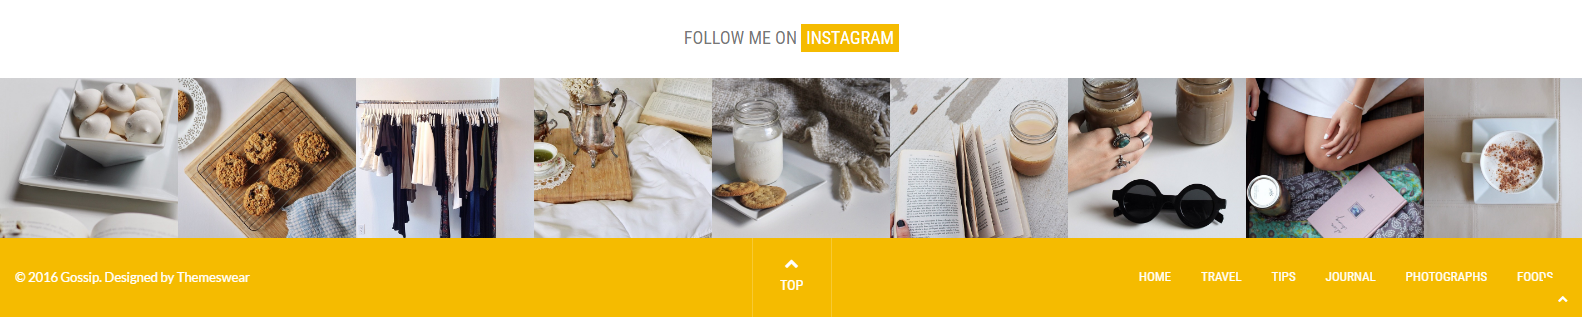 FOLLOW ME ON INSTAGRAM
© 2016 Gossip. Designed by Themeswear
TOP
HOME TRAVEL TIPS JOURNAL PHOTOGRAPHS FOODS